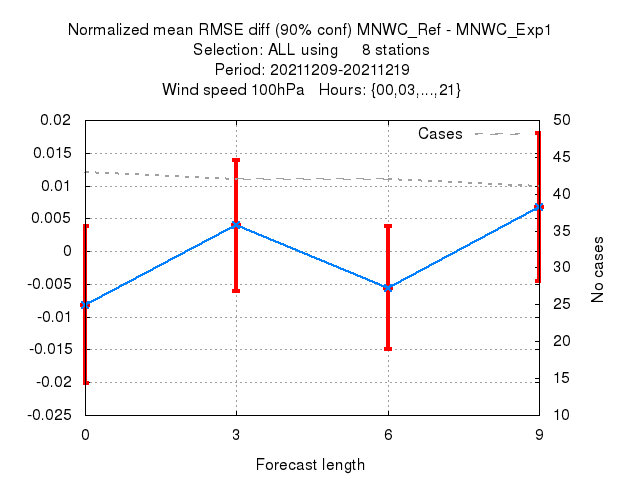 Normalized mean RMSE diff (90% conf) MNWC_Ref - MNWC_Exp1
Selection: ALL using 8 stations
Period: 20211209-20211219
Wind speed 100hPa Hours: {00,03,...,21}
Cases
0.02
0.015
0.01
0.005
0
-0.005
-0.01
-0.015
-0.02
-0.025
50
45
40
35
30
25
20
15
10
No cases
0 3 6 9
Forecast length